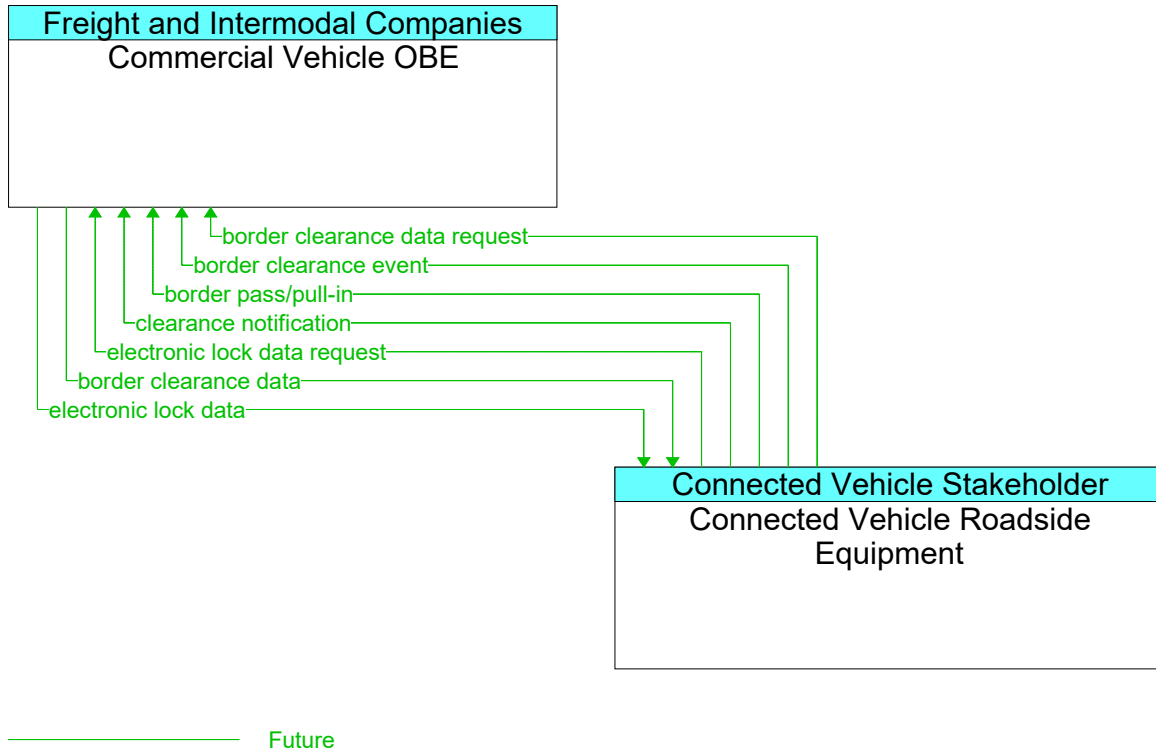 Freight and Intermodal Companies
Commercial Vehicle OBE
border clearance data request
border clearance event
border pass/pull-in
clearance notification
electronic lock data request
border clearance data
electronic lock data
Connected Vehicle Stakeholder
Connected Vehicle Roadside
Equipment
Future